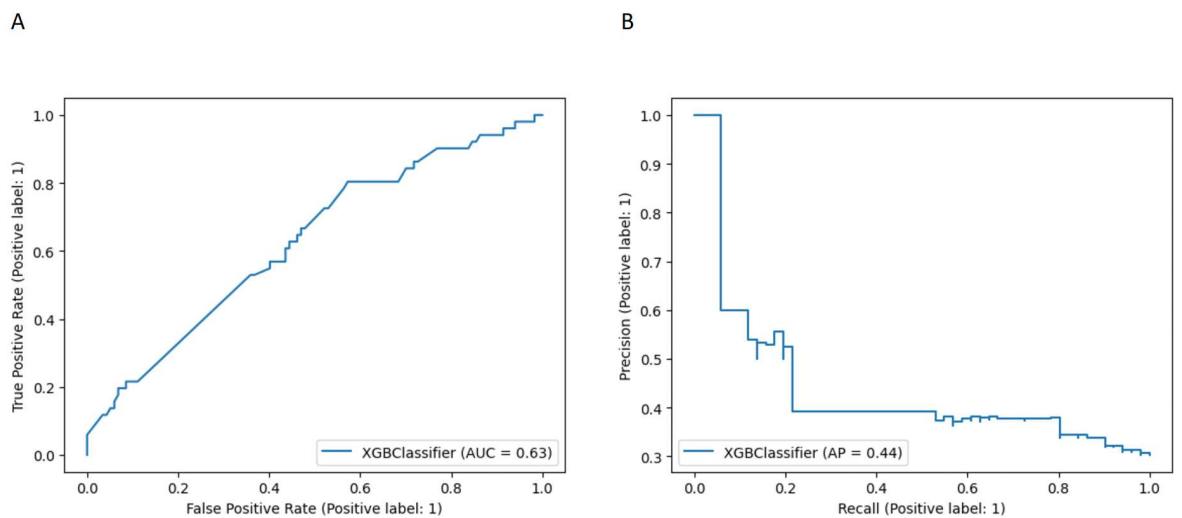 A
B
1.0
0.8
0.6
0.4
0.2
0.0
True Positive Rate (Positive label: 1)
XGBClassifier (AUC = 0.63)
0.0 0.2 0.4 0.6 0.8 1.0
False Positive Rate (Positive label: 1)
1.0
0.9
0.8
0.7
0.6
0.5
0.4
0.3
Precision (Positive label: 1)
XGBClassifier (AP = 0.44)
0.0 0.2 0.4 0.6 0.8 1.0
Recall (Positive label: 1)